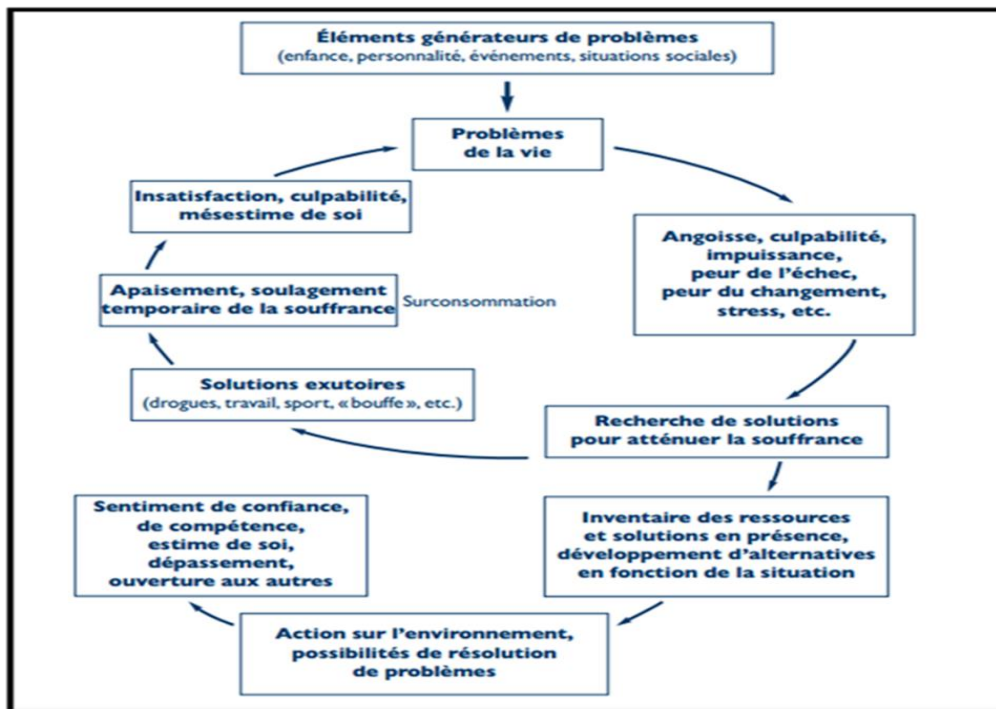 Éléments générateurs de problèmes
(enfance, personnalité, événements, situations sociales)
Problèmes
de la vie
Insatisfaction, culpabilité,
mésestime de soi
Angoisse, culpabilité,
impuissance,
peur de l'échec,
peur du changement,
stress, etc.
Apaisement, soulagement
temporaire de la souffrance
Surconsommation
Solutions exutoires
(drogues, travail, sport, «bouffe», etc.)
Recherche de solutions
pour atténuer la souffrance
Sentiment de confiance,
de compétence,
estime de soi,
dépassement,
ouverture aux autres
Inventaire des ressources
et solutions en présence,
développement d'alternatives
en fonction de la situation
Action sur l'environnement,
possibilités de résolution
de problèmes